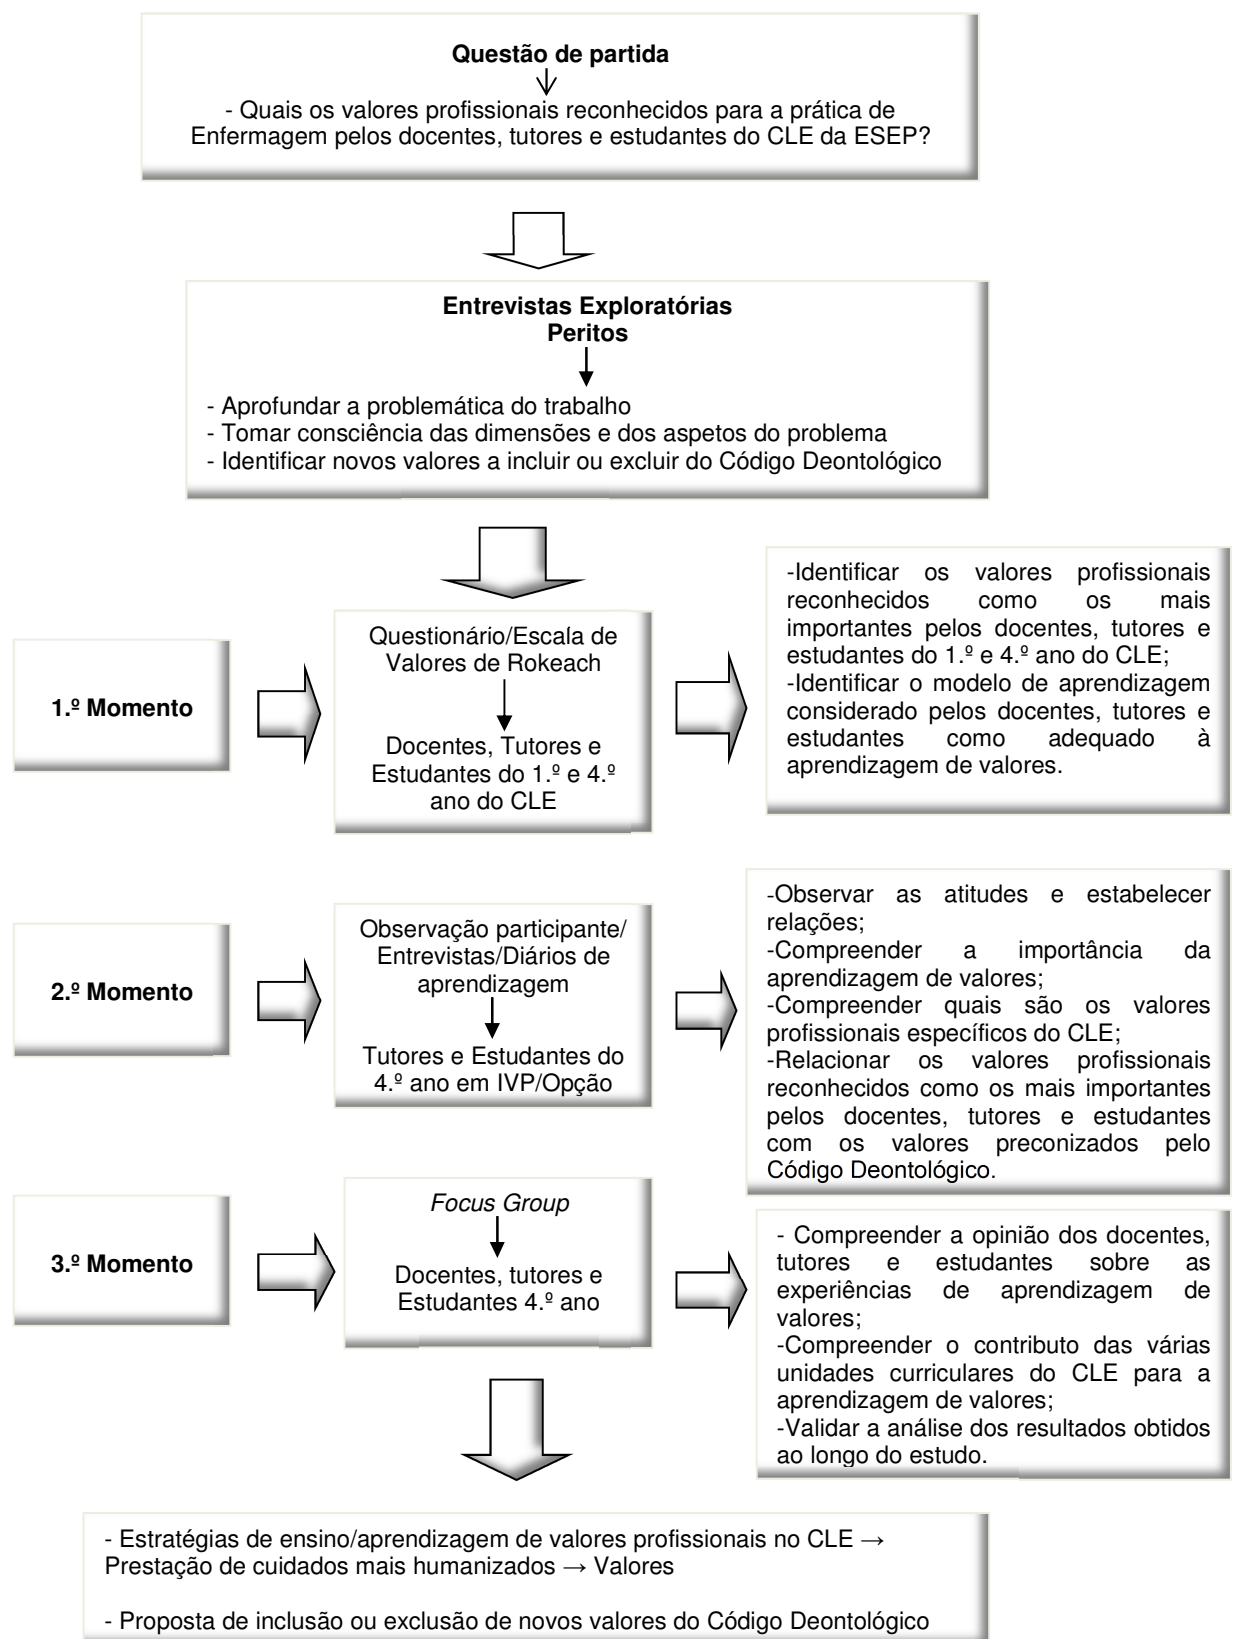 Questão de partida
- Quais os valores profissionais reconhecidos para a prática de
Enfermagem pelos docentes, tutores e estudantes do CLE da ESEP?
Entrevistas Exploratórias
Peritos
- Aprofundar a problemática do trabalho
- Tomar consciência das dimensões e dos aspetos do problema
- Identificar novos valores a incluir ou excluir do Código Deontológico
1.º Momento
Questionário/Escala de
Valores de Rokeach
Docentes, Tutores e
Estudantes do 1.º e 4.º
ano do CLE
-Identificar os valores profissionais
reconhecidos como os mais
importantes pelos docentes, tutores e
estudantes do 1.º e 4.º ano do CLE;
-Identificar o modelo de aprendizagem
considerado pelos docentes, tutores e
estudantes como adequado à
aprendizagem de valores.
2.º Momento
Observação participante/
Entrevistas/Diários de
aprendizagem
Tutores e Estudantes do
4.º ano em IVP/Opção
-Observar as atitudes e estabelecer
relações;
-Compreender a importância da
aprendizagem de valores;
-Compreender quais são os valores
profissionais específicos do CLE;
-Relacionar os valores profissionais
reconhecidos como os mais importantes
pelos docentes, tutores e estudantes
com os valores preconizados pelo
Código Deontológico.
3.º Momento
Focus Group
Docentes, tutores e
Estudantes 4.º ano
- Compreender a opinião dos docentes,
tutores e estudantes sobre as
experiências de aprendizagem de
valores;
-Compreender o contributo das várias
unidades curriculares do CLE para a
aprendizagem de valores;
-Validar a análise dos resultados obtidos
ao longo do estudo.
- Estratégias de ensino/aprendizagem de valores profissionais no CLE →
Prestação de cuidados mais humanizados → Valores
- Proposta de inclusão ou exclusão de novos valores do Código Deontológico